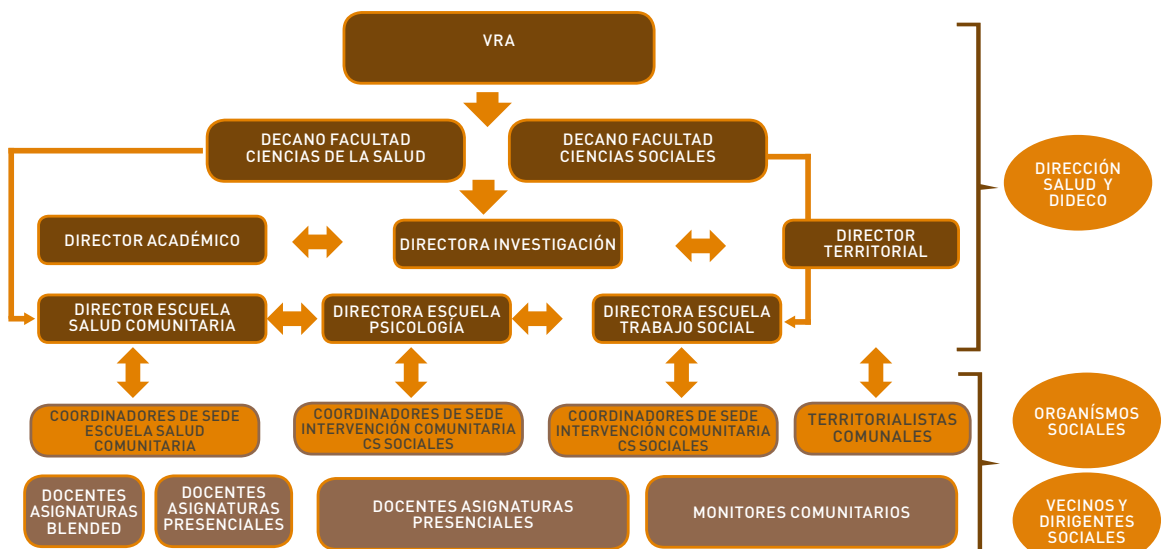 VRA
DECANO FACULTAD
CIENCIAS DE LA SALUD
DECANO FACULTAD
CIENCIAS SOCIALES
DIRECCIÓN
SALUD Y
DIDECO
DIRECTOR ACADÉMICO
DIRECTORA INVESTIGACIÓN
DIRECTOR
TERRITORIAL
DIRECTOR ESCUELA
SALUD COMUNITARIA
DIRECTORA ESCUELA
PSICOLOGÍA
DIRECTORA ESCUELA
TRABAJO SOCIAL
COORDINADORES DE SEDE
ESCUELA SALUD
COMUNITARIA
COORDINADORES DE SEDE
INTERVENCIÓN COMUNITARIA
CS SOCIALES
COORDINADORES DE SEDE
INTERVENCIÓN COMUNITARIA
CS SOCIALES
TERRITORIALISTAS
COMUNALES
ORGANÍSMOS
SOCIALES
DOCENTES
ASIGNATURAS
BLENDED
DOCENTES
ASIGNATURAS
PRESENCIALES
DOCENTES ASIGNATURAS
PRESENCIALES
MONITORES COMUNITARIOS
VECINOS Y
DIRIGENTES
SOCIALES